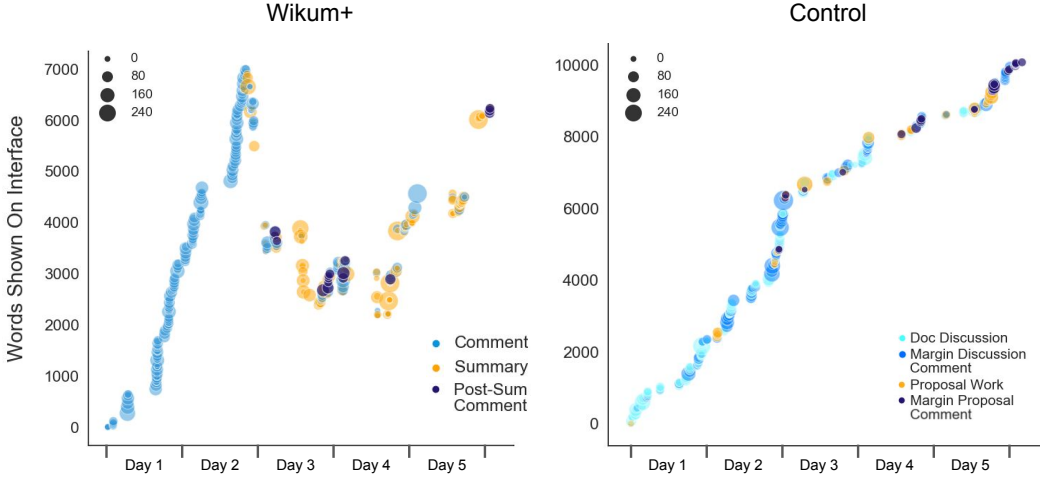 Wikum+
Control
Words Shown On Interface
7000
6000
5000
4000
3000
2000
1000
0
0
80
160
240
Comment
Summary
Post-Sum
Comment
Day 1
Day 2
Day 3
Day 4
Day 5
10000
8000
6000
4000
2000
0
0
80
160
240
Doc Discussion
Margin Discussion
Comment
Proposal Work
Margin Proposal
Comment
Day 1
Day 2
Day 3
Day 4
Day 5